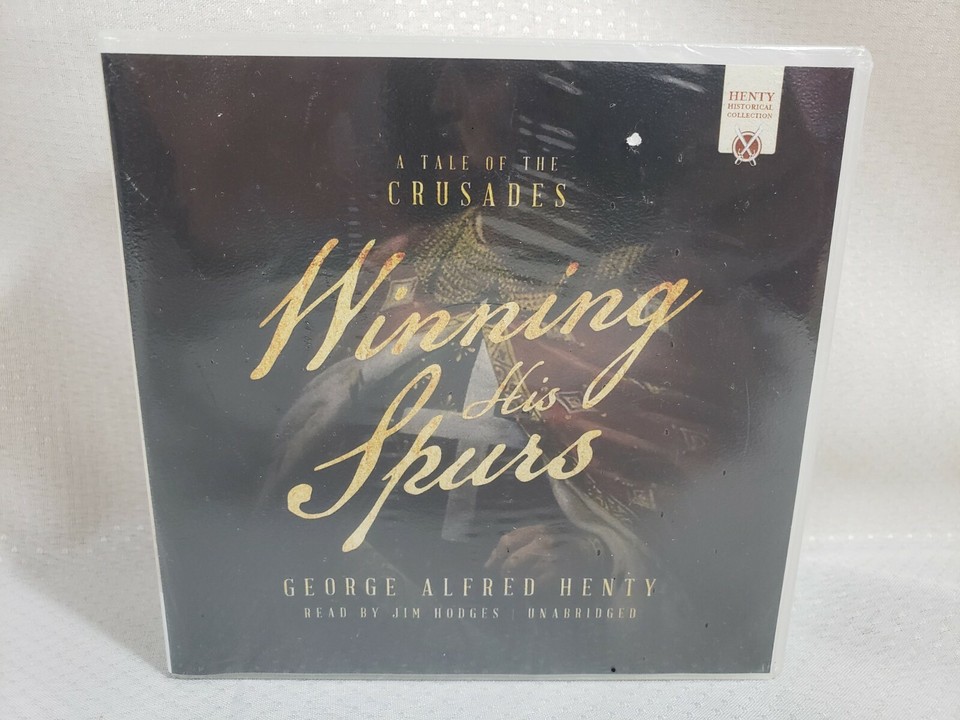 HENTY
HISTORICAL
COLLECTION
A TALE OF THE
CRUSADES
Winning
His
Spurs
GEORGE ALFRED HENTY
READ BY JIM HODGES | UNABRIDGED